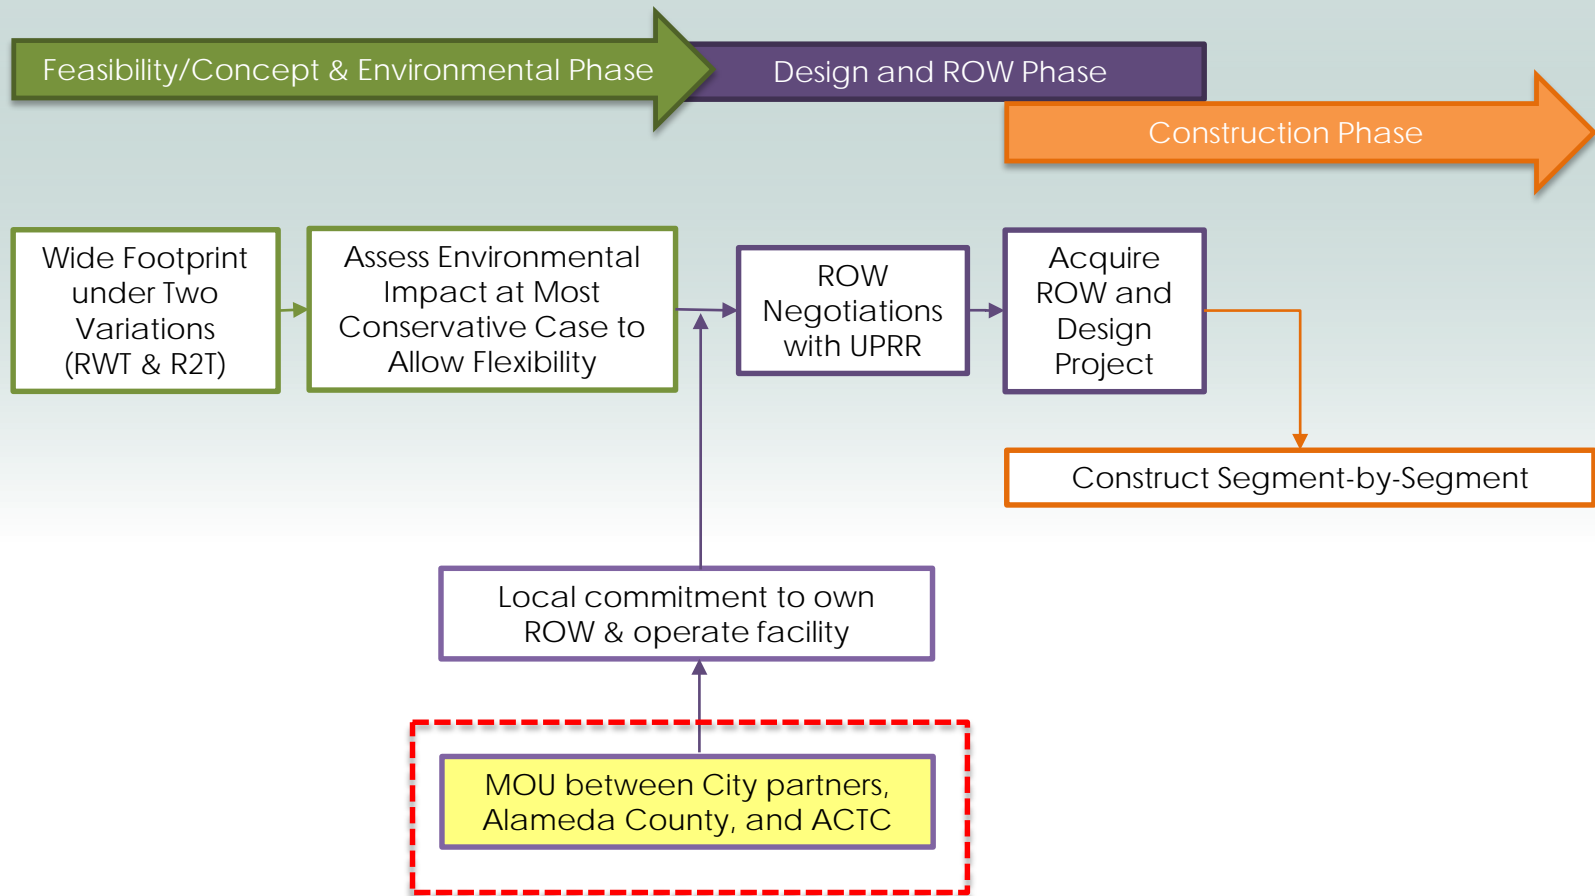 Feasibility/Concept & Environmental Phase
Design and ROW Phase
Construction Phase
Wide Footprint
under Two
Variations
(RWT & R2T)
Assess Environmental
Impact at Most
Conservative Case to
Allow Flexibility
ROW
Negotiations
with UPRR
Acquire
ROW and
Design
Project
Construct Segment-by-Segment
Local commitment to own
ROW & operate facility
MOU between City partners,
Alameda County, and ACTC